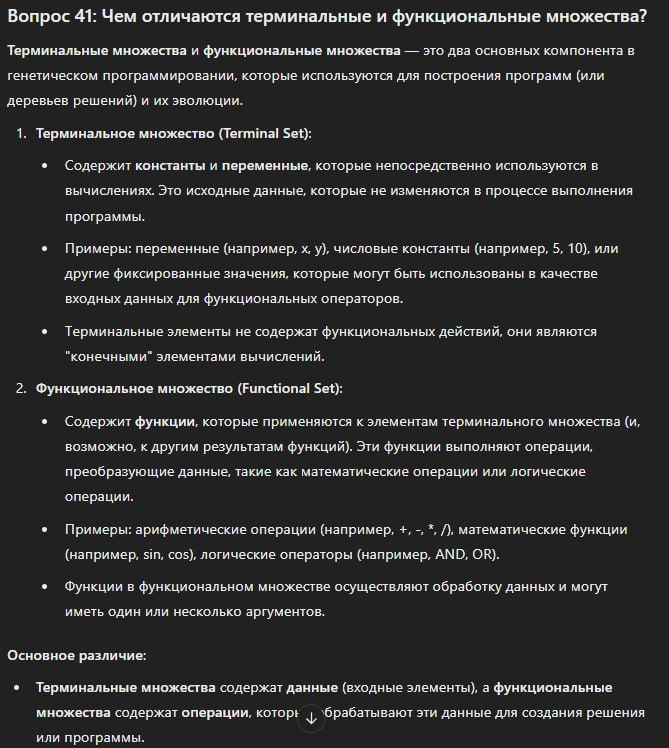 Вопрос 41: Чем отличаются терминальные и функциональные множества?
Терминальные множества и функциональные множества — это два основных компонента в
генетическом программировании, которые используются для построения программ (или
деревьев решений) и их эволюции.
1. Терминальное множество (Terminal Set):
• Содержит константы и переменные, которые непосредственно используются в
вычислениях. Это исходные данные, которые не изменяются в процессе выполнения
программы.
• Примеры: переменные (например, x, y), числовые константы (например, 5, 10), или
другие фиксированные значения, которые могут быть использованы в качестве
входных данных для функциональных операторов.
• Терминальные элементы не содержат функциональных действий, они являются
"конечными" элементами вычислений.
2. Функциональное множество (Functional Set):
• Содержит функции, которые применяются к элементам терминального множества (и,
возможно, к другим результатам функций). Эти функции выполняют операции,
преобразующие данные, такие как математические операции или логические
операции.
• Примеры: арифметические операции (например, +, -, *, /), математические функции
(например, sin, cos), логические операторы (например, AND, OR).
• Функции в функциональном множестве осуществляют обработку данных и могут
иметь один или несколько аргументов.
Основное различие:
• Терминальные множества содержат данные (входные элементы), а функциональные
множества содержат операции, эти данные для создания решения
или программы.